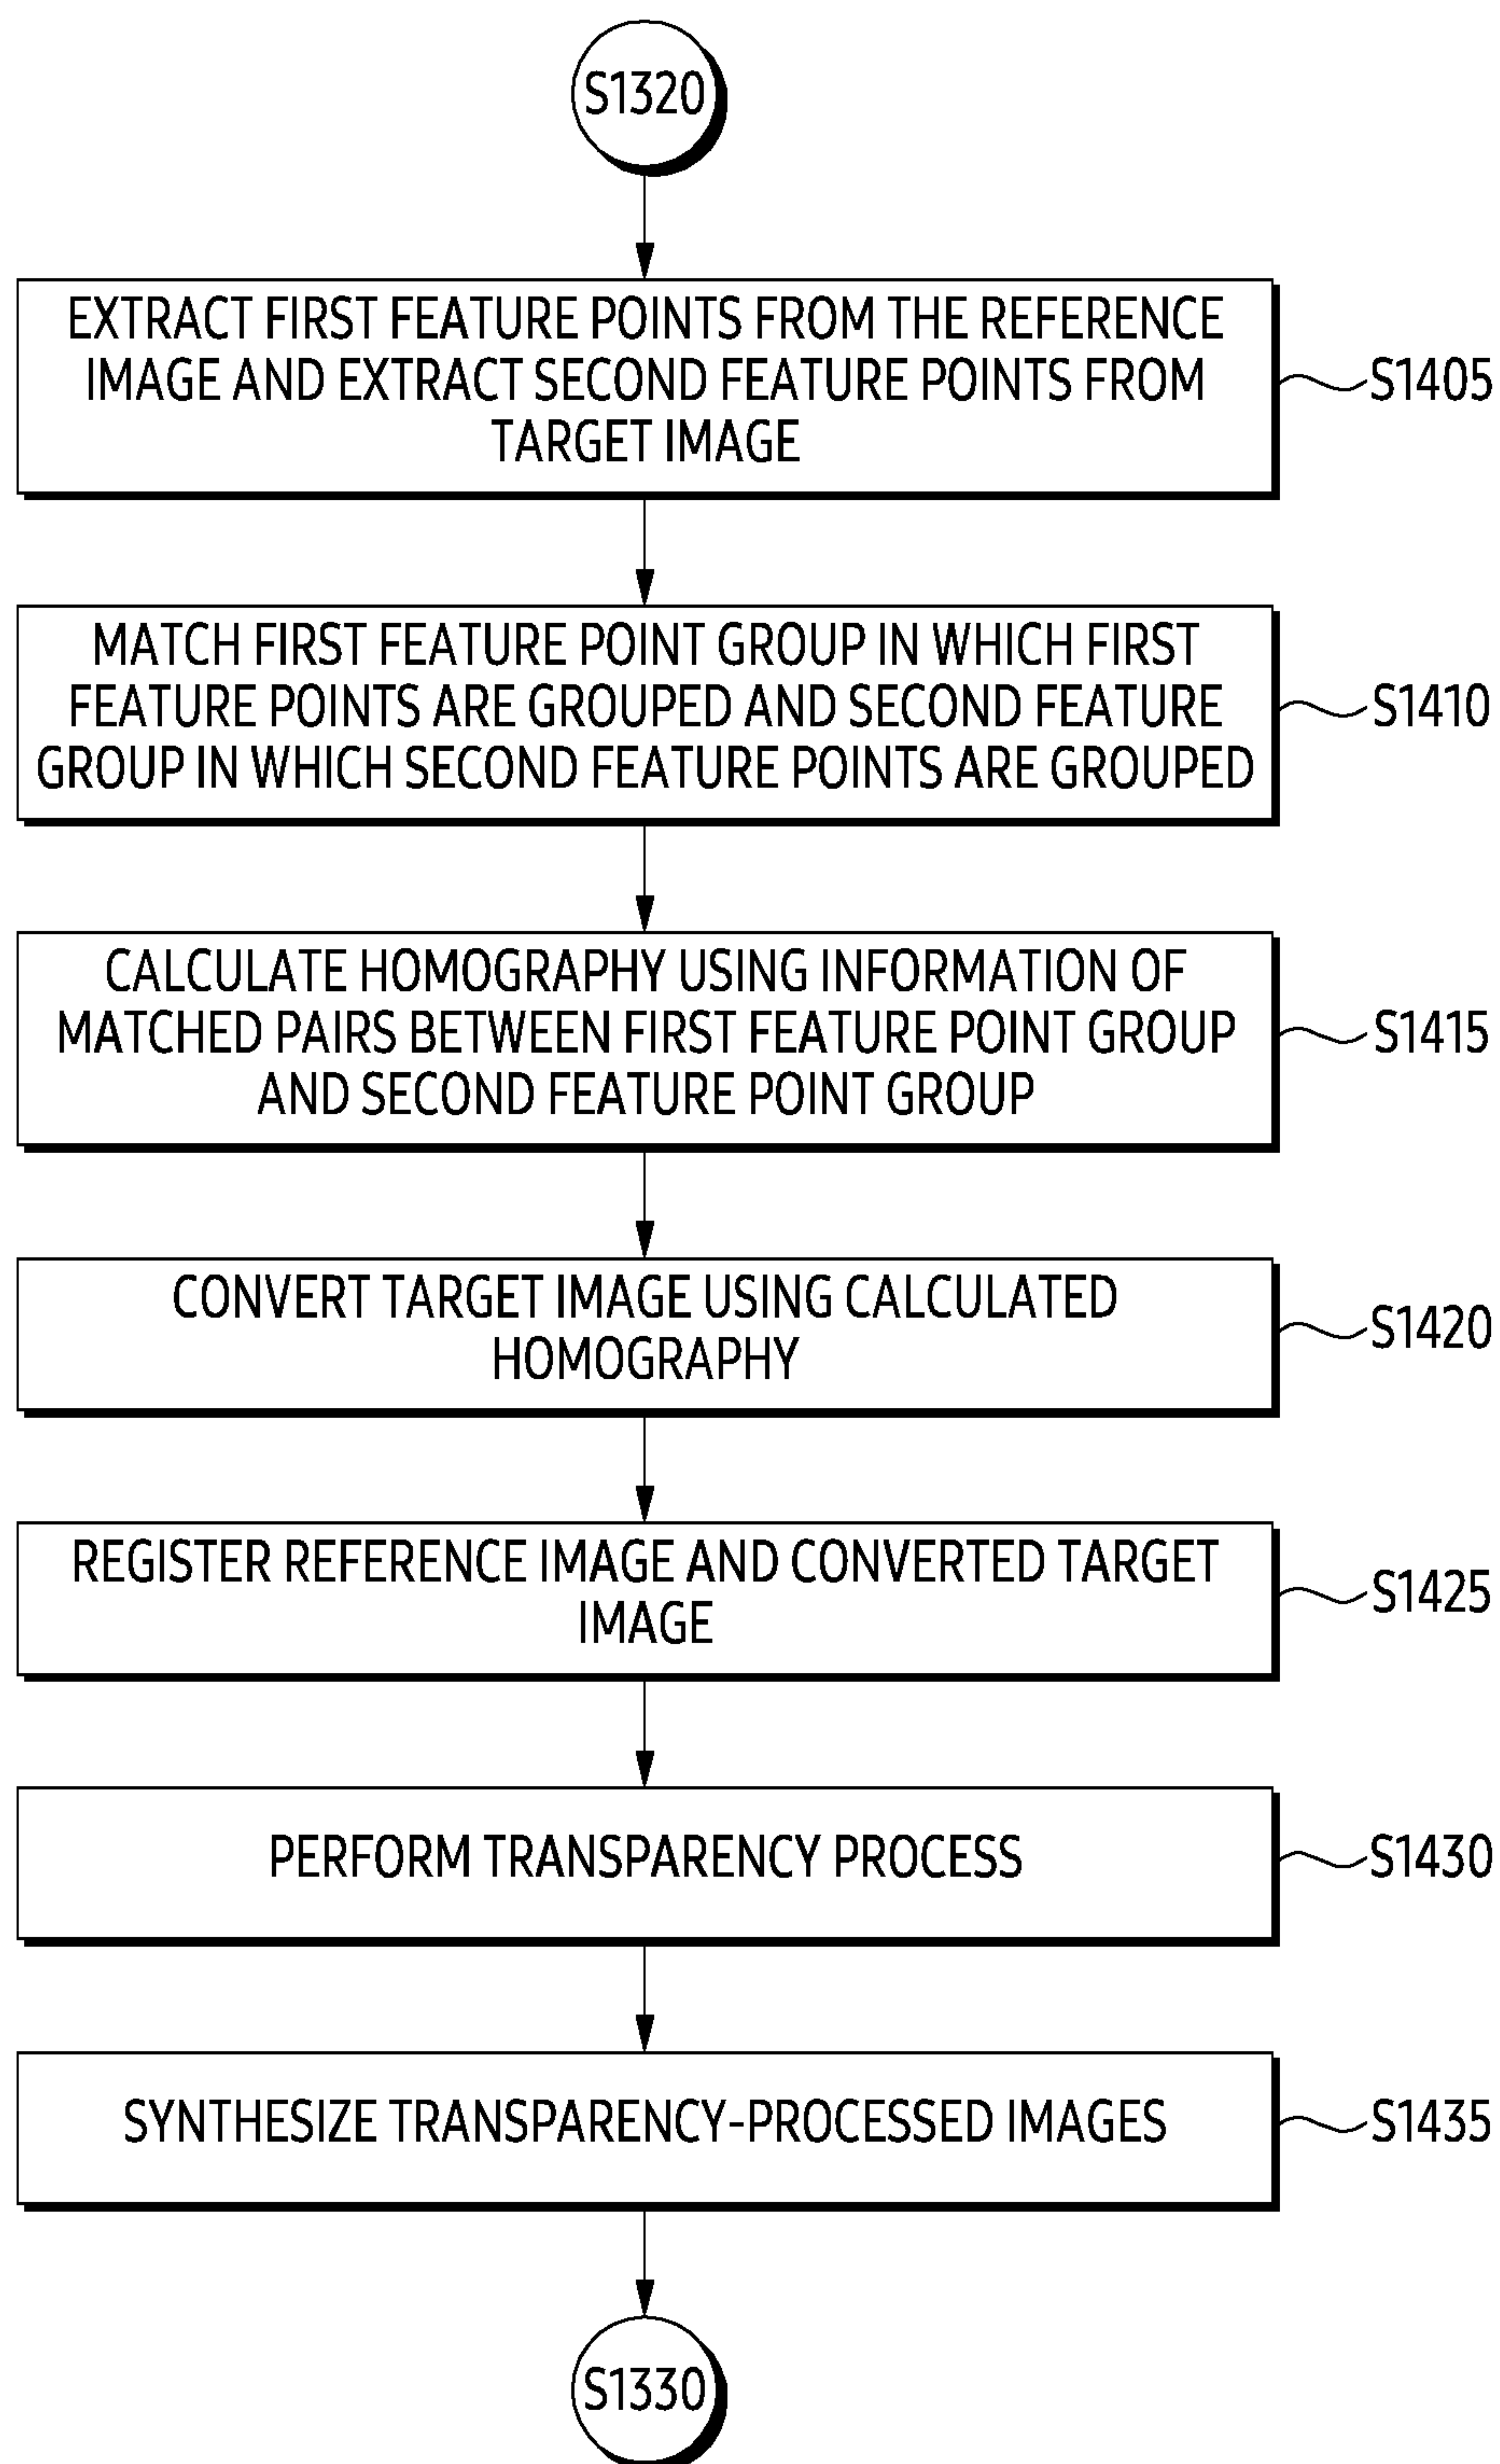 S1320
EXTRACT FIRST FEATURE POINTS FROM THE REFERENCE
IMAGE AND EXTRACT SECOND FEATURE POINTS FROM
TARGET IMAGE
S1405
MATCH FIRST FEATURE POINT GROUP IN WHICH FIRST
FEATURE POINTS ARE GROUPED AND SECOND FEATURE
GROUP IN WHICH SECOND FEATURE POINTS ARE GROUPED
S1410
CALCULATE HOMOGRAPHY USING INFORMATION OF
MATCHED PAIRS BETWEEN FIRST FEATURE POINT GROUP
AND SECOND FEATURE POINT GROUP
S1415
CONVERT TARGET IMAGE USING CALCULATED
HOMOGRAPHY
S1420
REGISTER REFERENCE IMAGE AND CONVERTED TARGET
IMAGE
S1425
PERFORM TRANSPARENCY PROCESS
S1430
SYNTHESIZE TRANSPARENCY-PROCESSED IMAGES
S1435
S1330